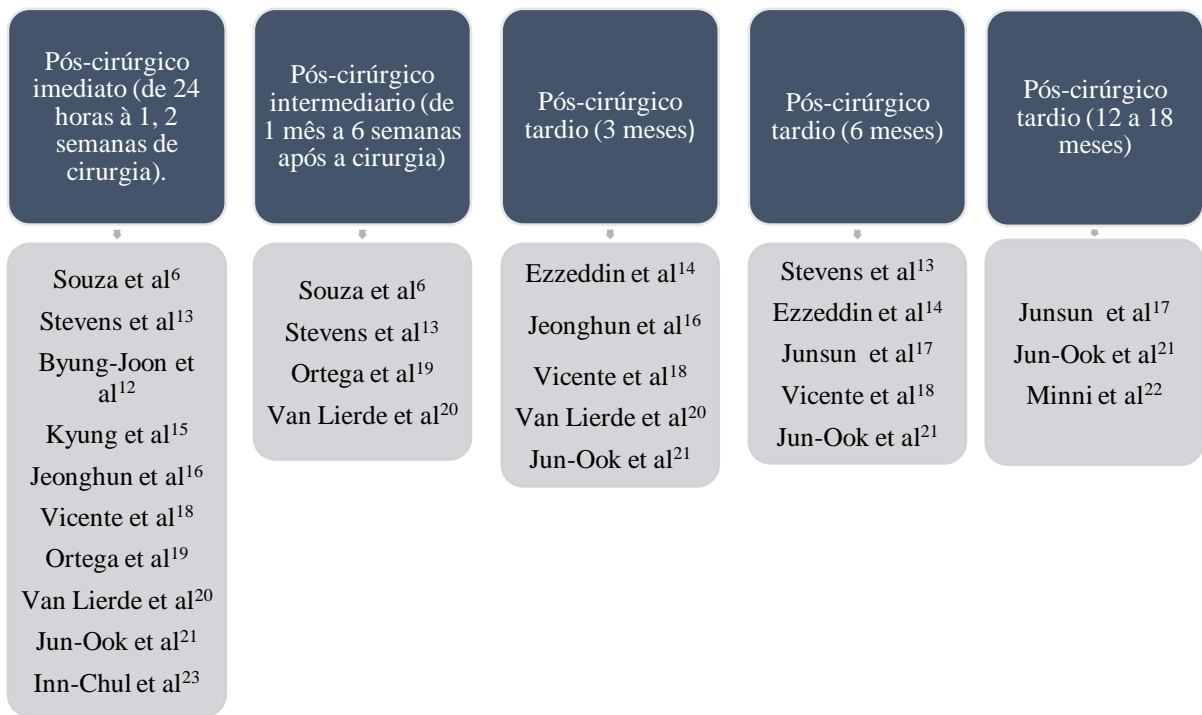 Pós-cirúrgico
imediato (de 24
horas à 1, 2
semanas de
cirurgia).
Souza et al⁶
Stevens et al¹³
Byung-Joon et
al¹²
Kyung et al¹⁵
Jeonghun et al¹⁶
Vicente et al¹⁸
Ortega et al¹⁹
Van Lierde et al²⁰
Jun-Ook et al²¹
Inn-Chul et al²³
Pós-cirúrgico
intermediario (de
1 mês a 6 semanas
após a cirurgia)
Souza et al⁶
Stevens et al¹³
Ortega et al¹⁹
Van Lierde et al²⁰
Pós-cirúrgico
tardio (3 meses)
Ezzeddin et al¹⁴
Jeonghun et al¹⁶
Vicente et al¹⁸
Van Lierde et al²⁰
Jun-Ook et al²¹
Pós-cirúrgico
tardio (6 meses)
Stevens et al¹³
Ezzeddin et al¹⁴
Junsun et al¹⁷
Vicente et al¹⁸
Jun-Ook et al²¹
Pós-cirúrgico
tardio (12 a 18
meses)
Junsun et al¹⁷
Jun-Ook et al²¹
Minni et al²²